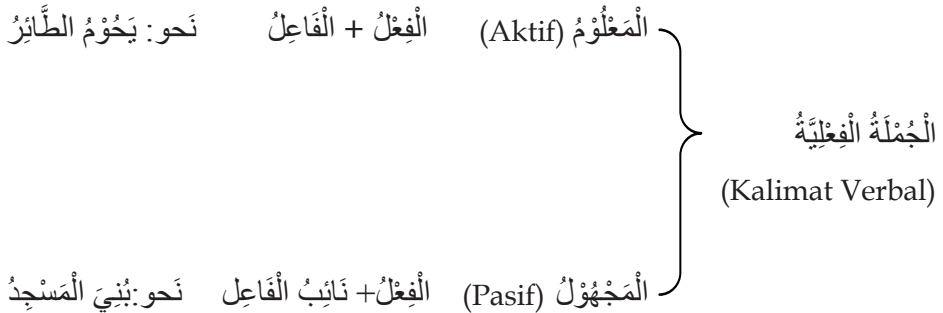 الْمَعْلُوْمُ (Aktif) الْفِعْلُ + الْفَاعِلُ نَحو: يَحُوْمُ الطَّائِرُ
الْجُمْلَةُ الْفِعْلِيَّةُ
(Kalimat Verbal)
الْمَجْهُوْلُ (Pasif) الْفِعْلُ+ نَائِبُ الْفَاعِل نَحو:بُنِيَ الْمَسْجِدُ